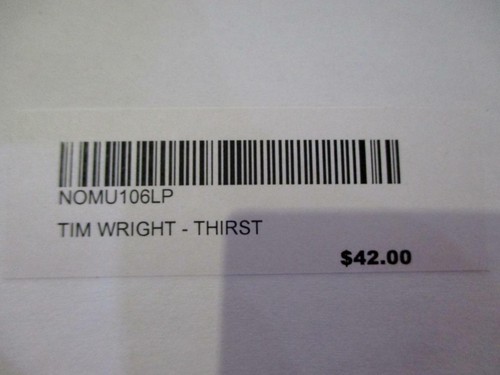 NOMU106LP
TIM WRIGHT - THIRST
$42.00